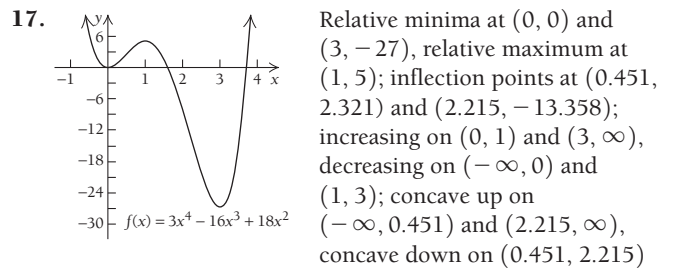 17.
y
6
-1
1
2
3
4 x
-6
-12
-18
-24
-30
f(x) = 3x⁴ – 16x³ + 18x²
Relative minima at (0, 0) and
(3, – 27), relative maximum at
(1, 5); inflection points at (0.451,
2.321) and (2.215, – 13.358);
increasing on (0, 1) and (3, ∞),
decreasing on (– ∞, 0) and
(1, 3); concave up on
(– ∞, 0.451) and (2.215, ∞),
concave down on (0.451, 2.215)